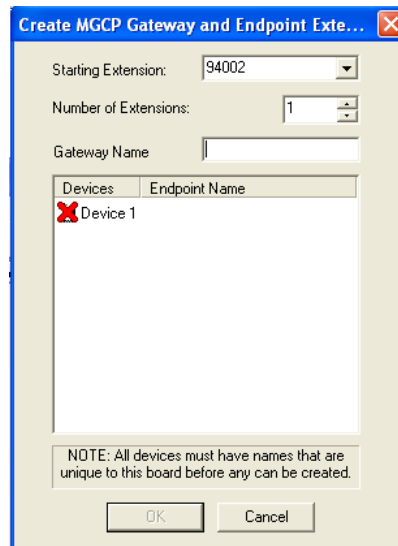 Create MGCP Gateway and Endpoint Exte...
Starting Extension: 94002
Number of Extensions: 1
Gateway Name
Devices Endpoint Name
Device 1
NOTE: All devices must have names that are
unique to this board before any can be created.
OK Cancel